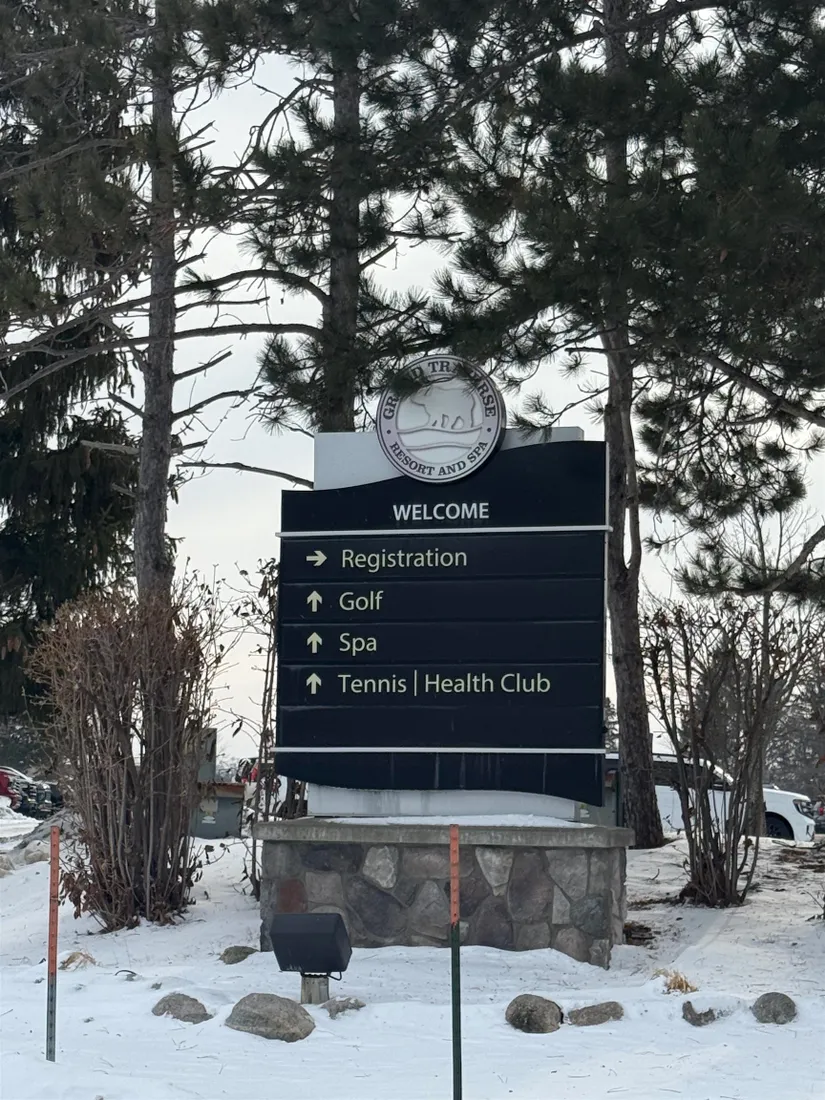 GRAND TRAVERSE
RESORT AND SPA
WELCOME
→ Registration
↑ Golf
↑ Spa
↑ Tennis | Health Club